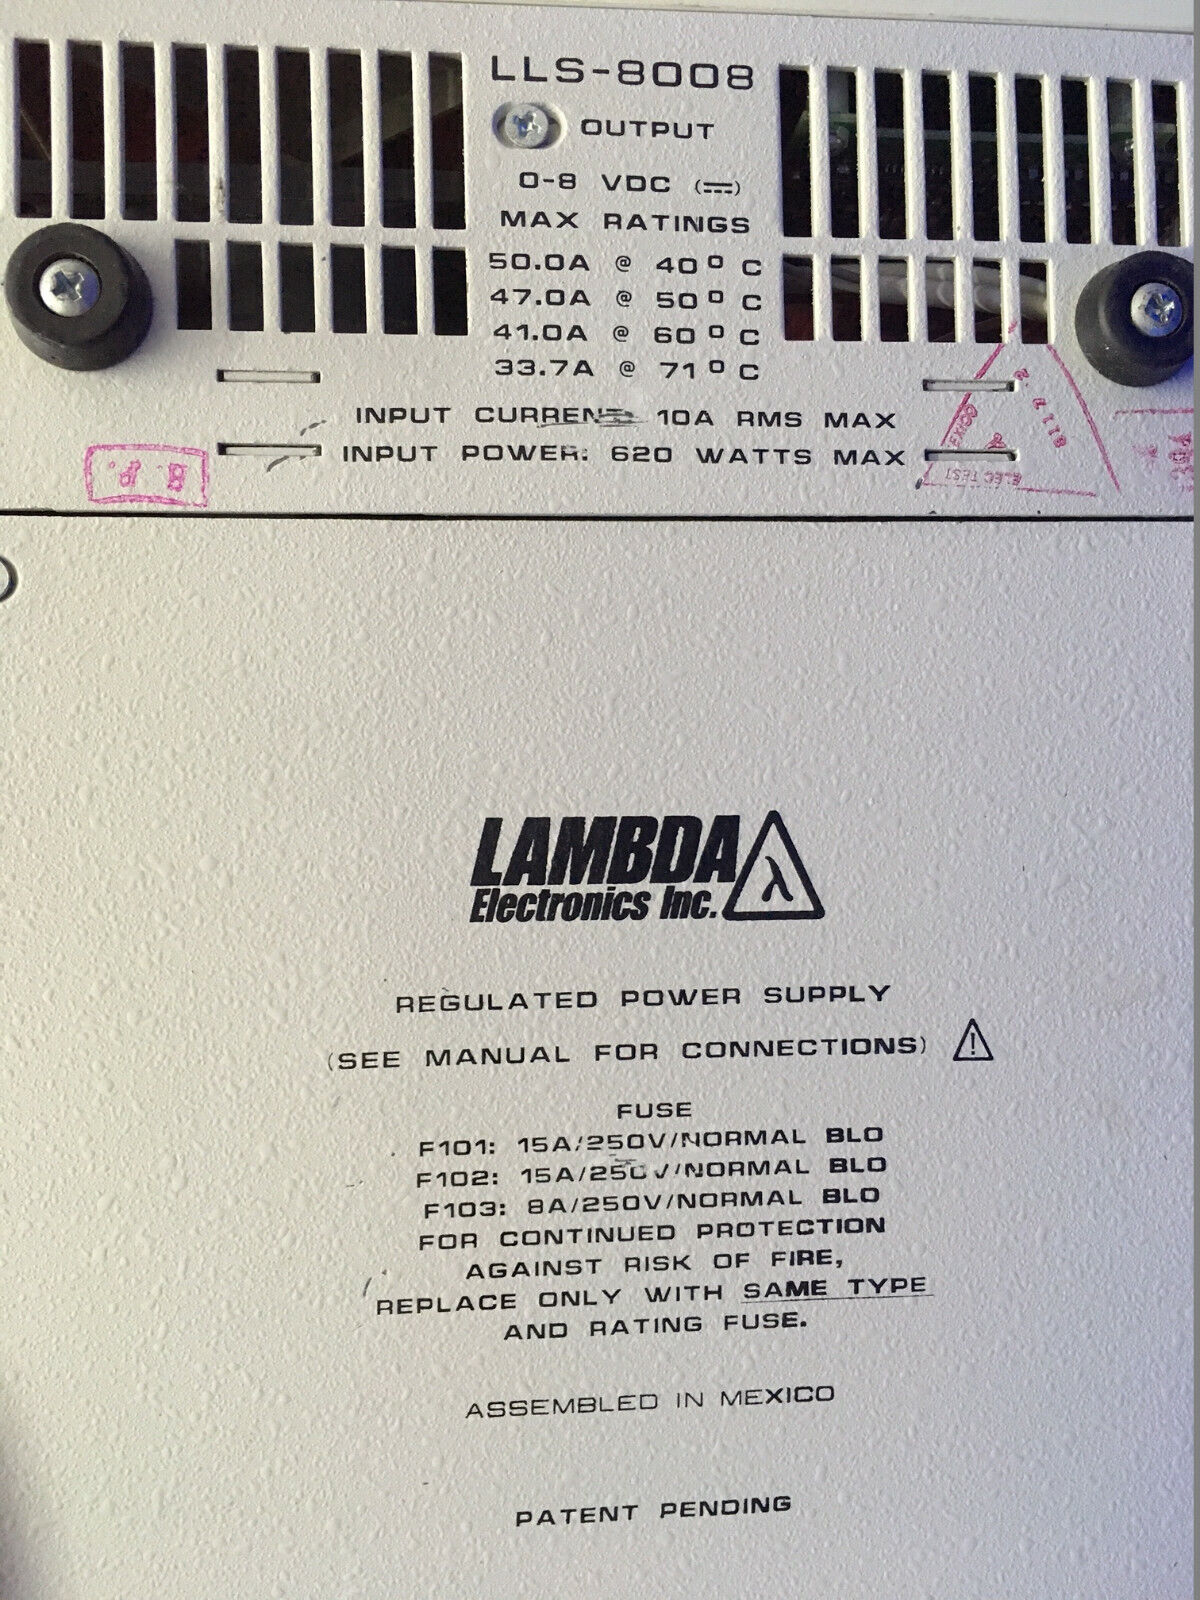 LLS-8008
OUTPUT
0-8 VDC (⎓)
MAX RATINGS
50.0A @ 40° C
47.0A @ 50° C
41.0A @ 60° C
33.7A @ 71° C
INPUT CURRENT: 10A RMS MAX
INPUT POWER: 620 WATTS MAX
B. P.
ELEC TEST
LAMBDA
Electronics Inc. λ
REGULATED POWER SUPPLY
(SEE MANUAL FOR CONNECTIONS) ⚠
FUSE
F101: 15A/250V/NORMAL BLO
F102: 15A/250V/NORMAL BLO
F103: 8A/250V/NORMAL BLO
FOR CONTINUED PROTECTION
AGAINST RISK OF FIRE,
REPLACE ONLY WITH SAME TYPE
AND RATING FUSE.
ASSEMBLED IN MEXICO
PATENT PENDING